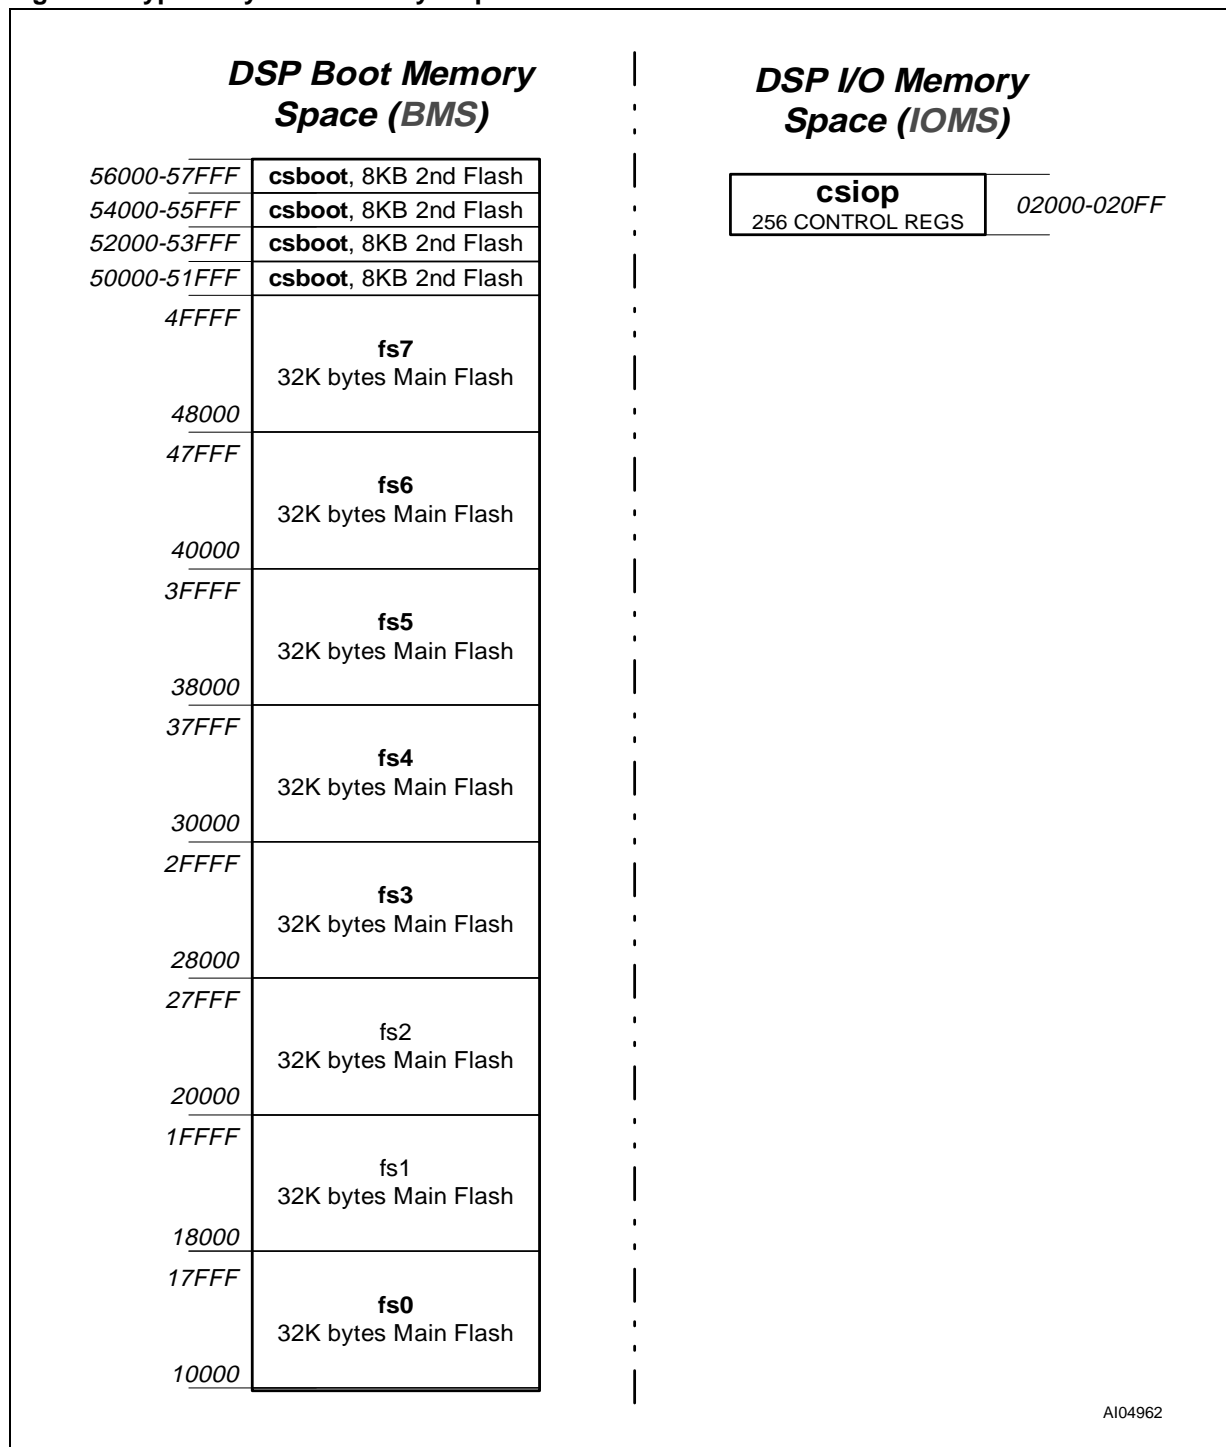 DSP Boot Memory
Space (BMS)
DSP I/O Memory
Space (IOMS)
56000-57FFF csboot, 8KB 2nd Flash
54000-55FFF csboot, 8KB 2nd Flash
52000-53FFF csboot, 8KB 2nd Flash
50000-51FFF csboot, 8KB 2nd Flash
csiop
256 CONTROL REGS
02000-020FF
4FFFF
fs7
32K bytes Main Flash
48000
47FFF
fs6
32K bytes Main Flash
40000
3FFFF
fs5
32K bytes Main Flash
38000
37FFF
fs4
32K bytes Main Flash
30000
2FFFF
fs3
32K bytes Main Flash
28000
27FFF
fs2
32K bytes Main Flash
20000
1FFFF
fs1
32K bytes Main Flash
18000
17FFF
fs0
32K bytes Main Flash
10000
AI04962